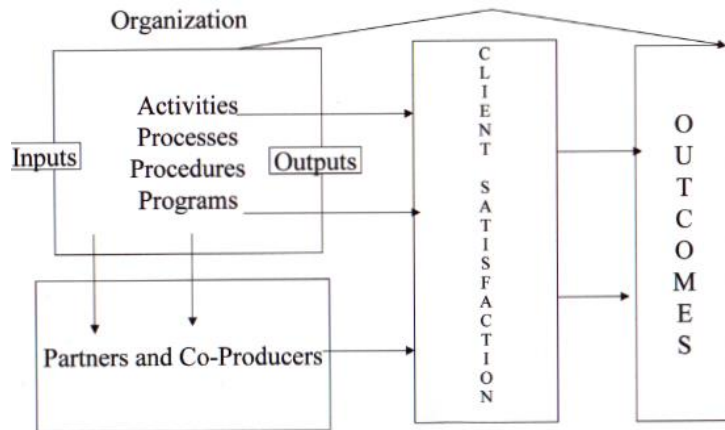 Organization
Activities
Processes
Inputs
Procedures
Outputs
Programs
Partners and Co-Producers
CLIENT SATISFACTION
OUTCOMES